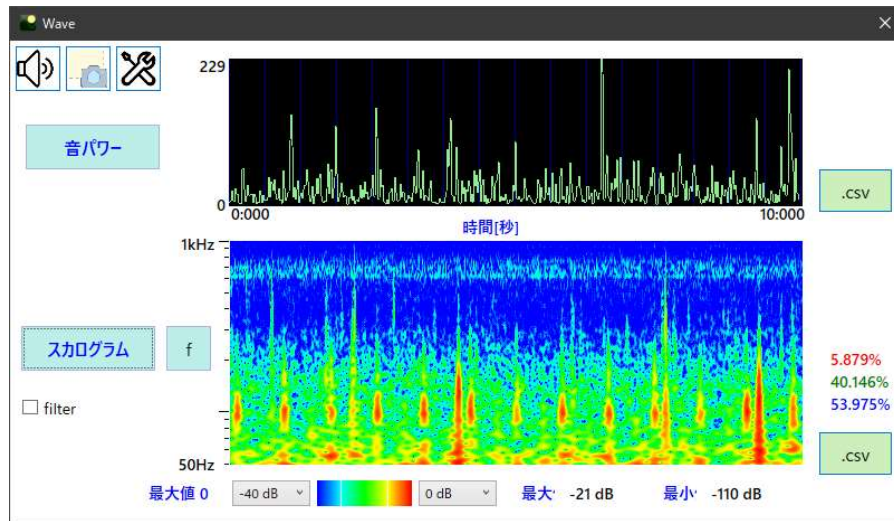 Wave
229
音パワー
0
0:000
10:000
時間[秒]
.csv
1kHz
スカログラム
f
5.879%
40.146%
53.975%
filter
.csv
50Hz
最大値 0
-40 dB
0 dB
最大
-21 dB
最小
-110 dB